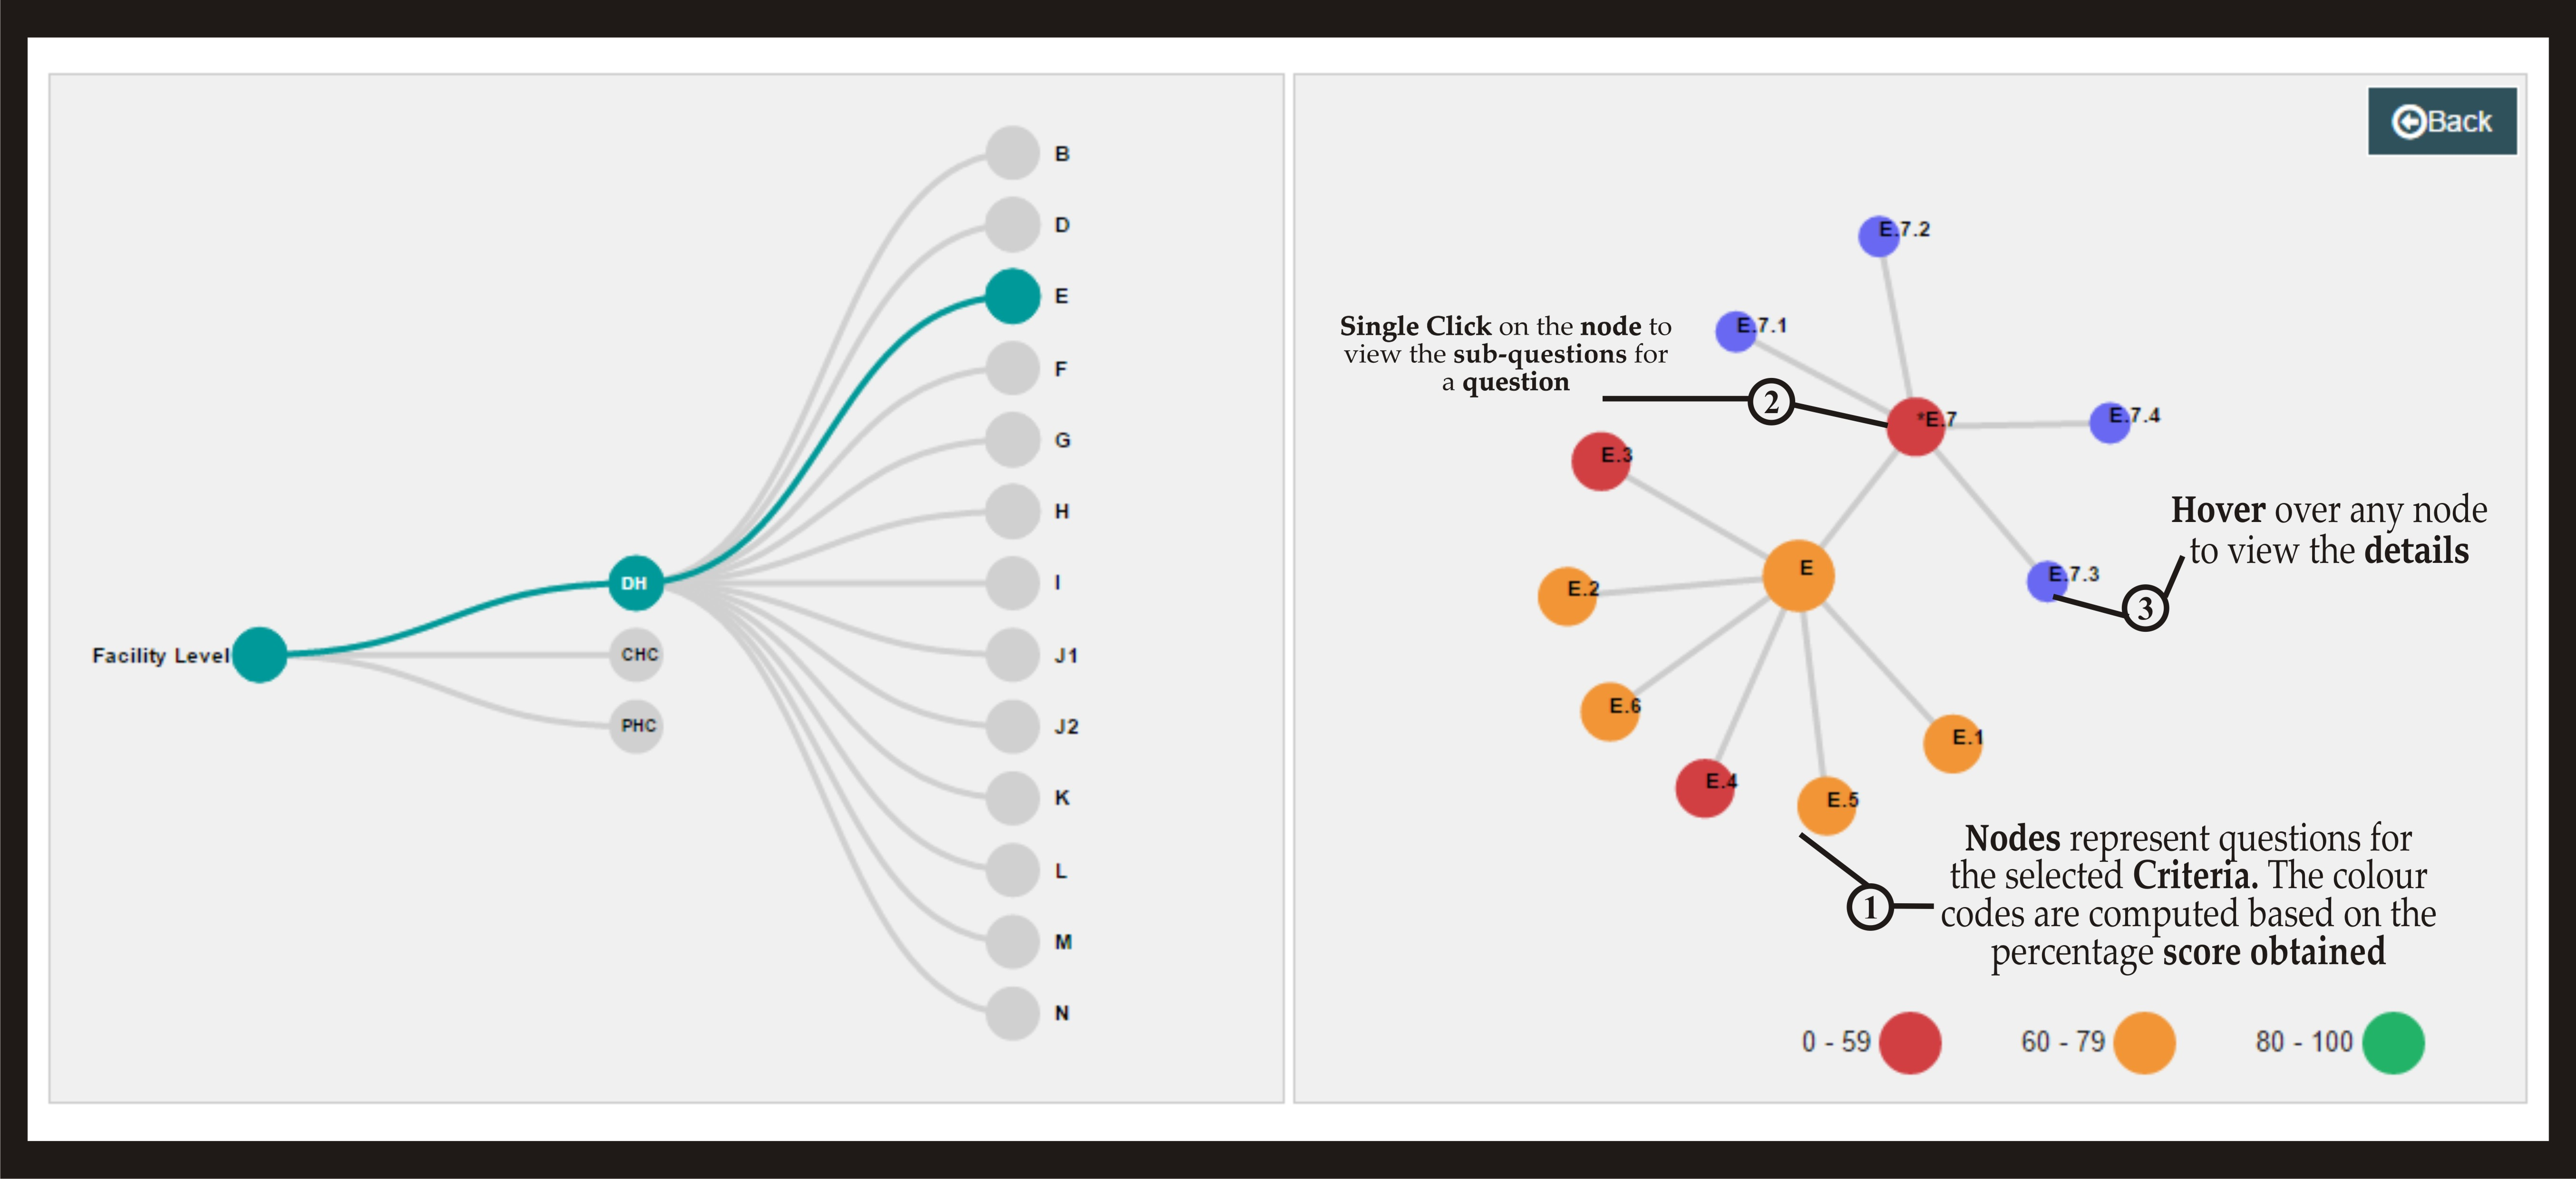 B
D
E
F
G
H
I
J1
J2
K
L
M
N
DH
CHC
PHC
Facility Level
Back
E.7.2
E.7.1
Single Click on the node to
view the sub-questions for
a question
2
*E.7
E.7.4
E.3
Hover over any node
to view the details
E
E.2
E.7.3
3
E.6
E.1
E.4
E.5
Nodes represent questions for
the selected Criteria. The colour
codes are computed based on the
percentage score obtained
1
0 - 59
60 - 79
80 - 100